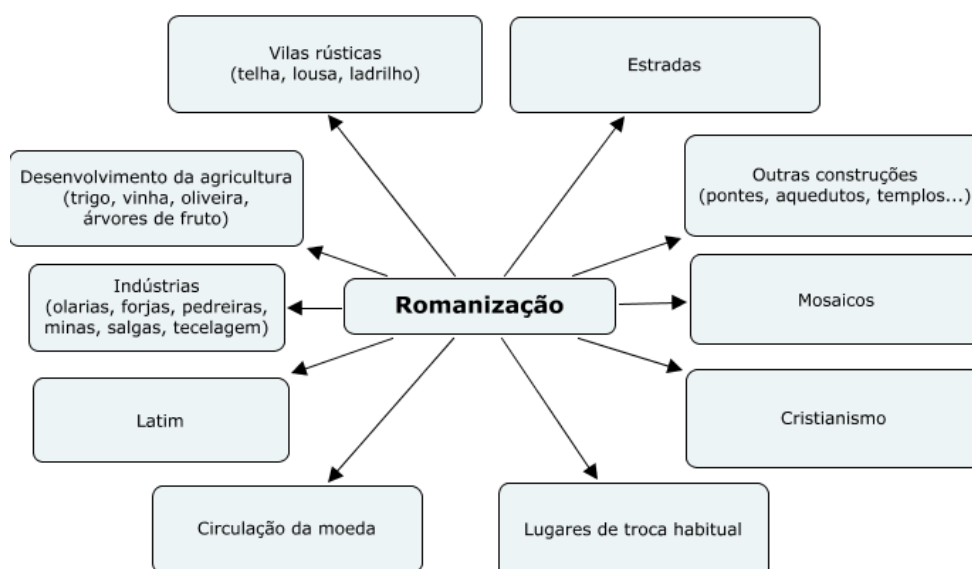 Vilas rústicas
(telha, lousa, ladrilho)
Estradas
Desenvolvimento da agricultura
(trigo, vinha, oliveira,
árvores de fruto)
Outras construções
(pontes, aquedutos, templos...)
Indústrias
(olarias, forjas, pedreiras,
minas, salgas, tecelagem)
Romanização
Mosaicos
Latim
Cristianismo
Circulação da moeda
Lugares de troca habitual